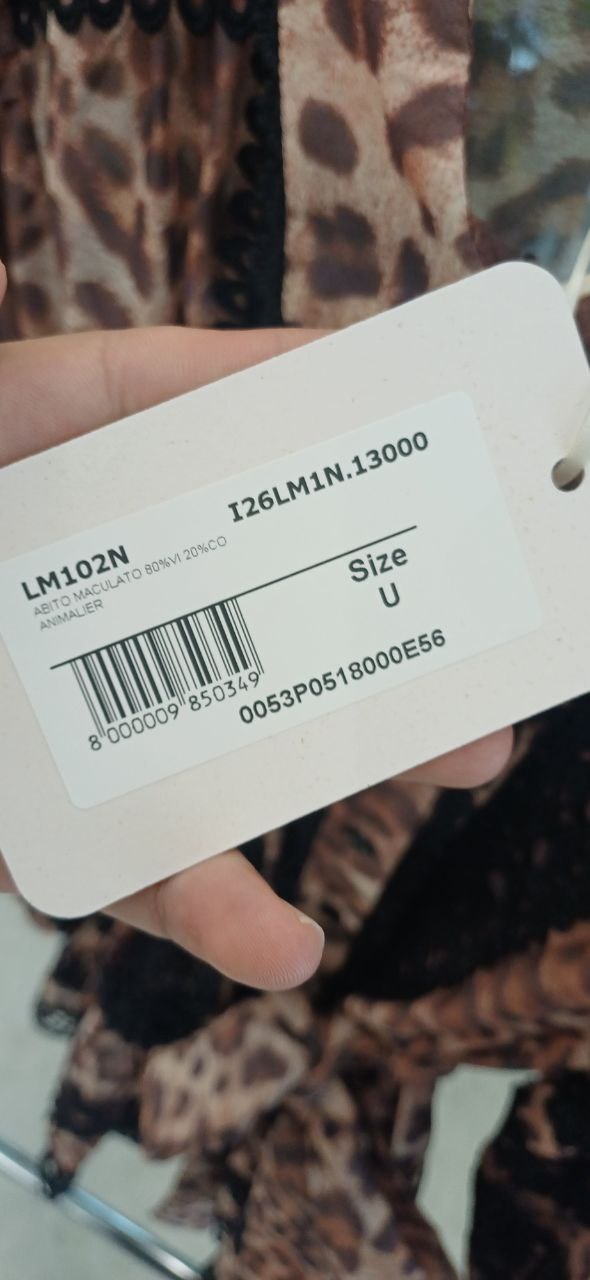 I26LM1N.13000
LM102N
ABITO MACULATO 80%VI 20%CO
ANIMALIER
Size
U
8 000009 850349
0053P0518000E56